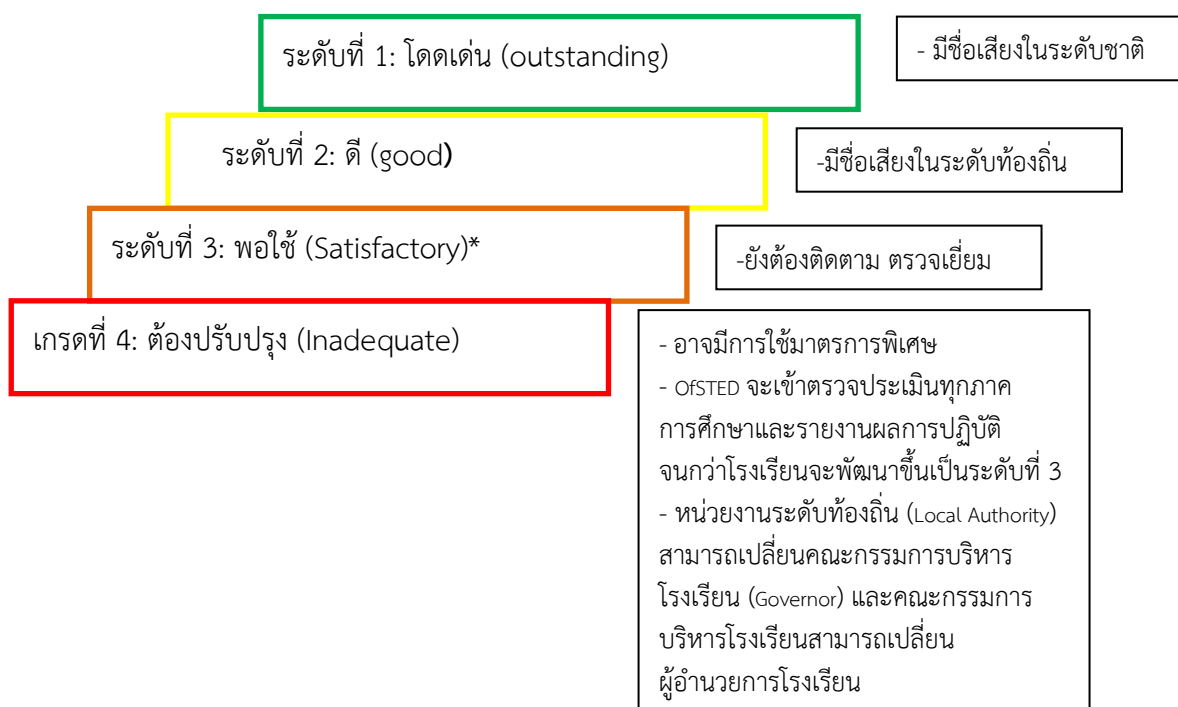 ระดับที่ 1: โดดเด่น (outstanding)
- มีชื่อเสียงในระดับชาติ
ระดับที่ 2: ดี (good)
-มีชื่อเสียงในระดับท้องถิ่น
ระดับที่ 3: พอใช้ (Satisfactory)*
-ยังต้องติดตาม ตรวจเยี่ยม
เกรดที่ 4: ต้องปรับปรุง (Inadequate)
- อาจมีการใช้มาตรการพิเศษ
- OfSTED จะเข้าตรวจประเมินทุกภาค
การศึกษาและรายงานผลการปฏิบัติ
จนกว่าโรงเรียนจะพัฒนาขึ้นเป็นระดับที่ 3
- หน่วยงานระดับท้องถิ่น (Local Authority)
สามารถเปลี่ยนคณะกรรมการบริหาร
โรงเรียน (Governor) และคณะกรรมการ
บริหารโรงเรียนสามารถเปลี่ยน
ผู้อำนวยการโรงเรียน